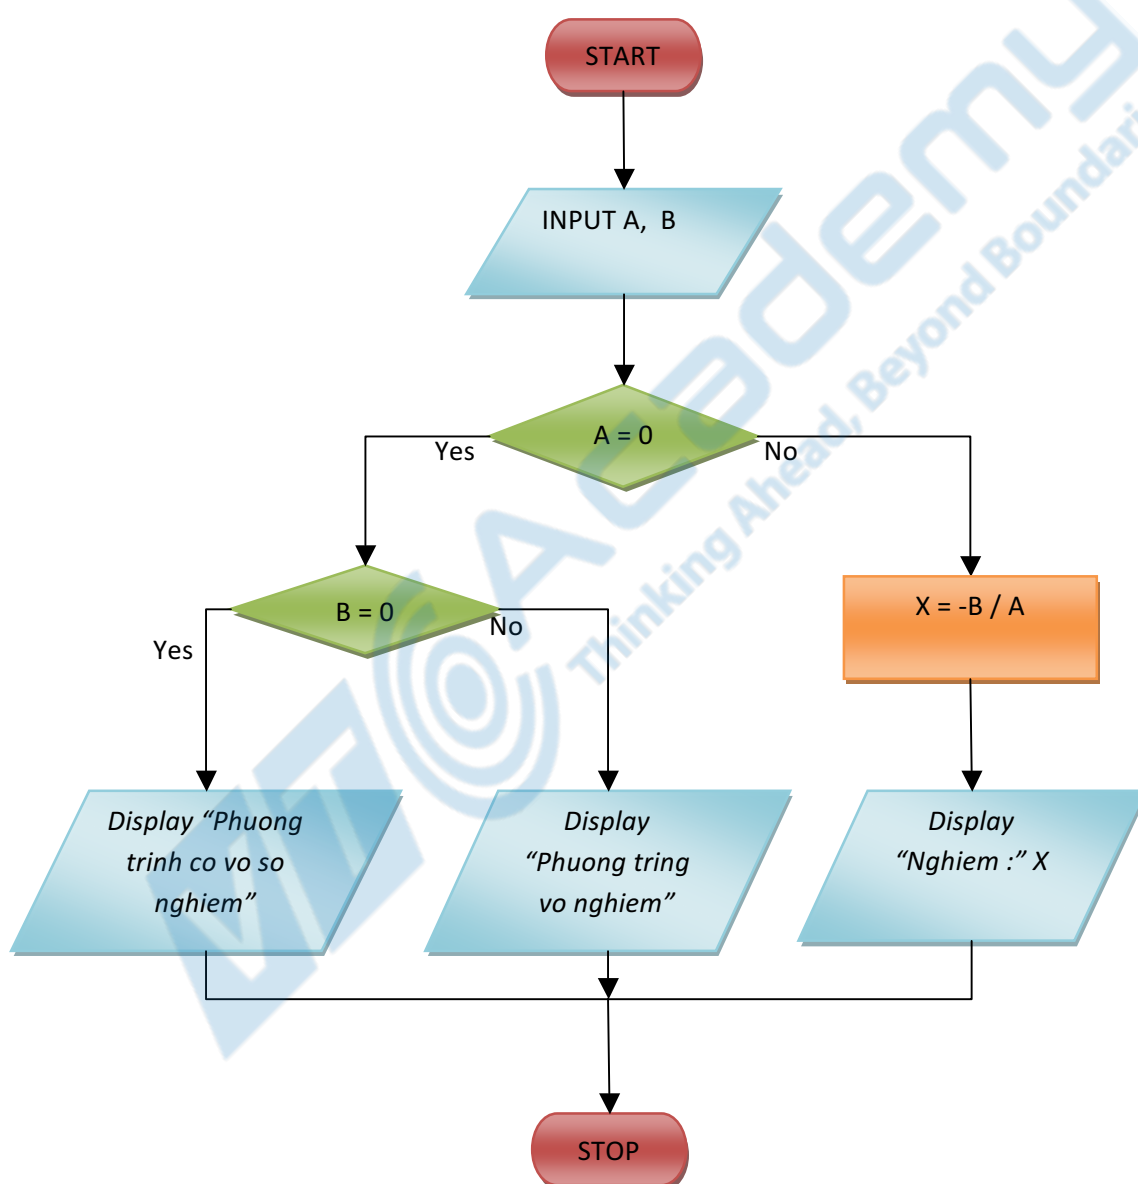 START
INPUT A, B
A = 0
Yes
No
B = 0
Yes
No
X = -B / A
Display “Phuong
trinh co vo so
nghiem”
Display
“Phuong tring
vo nghiem”
Display
“Nghiem :” X
STOP
VTC Academy
Thinking Ahead, Beyond Boundari